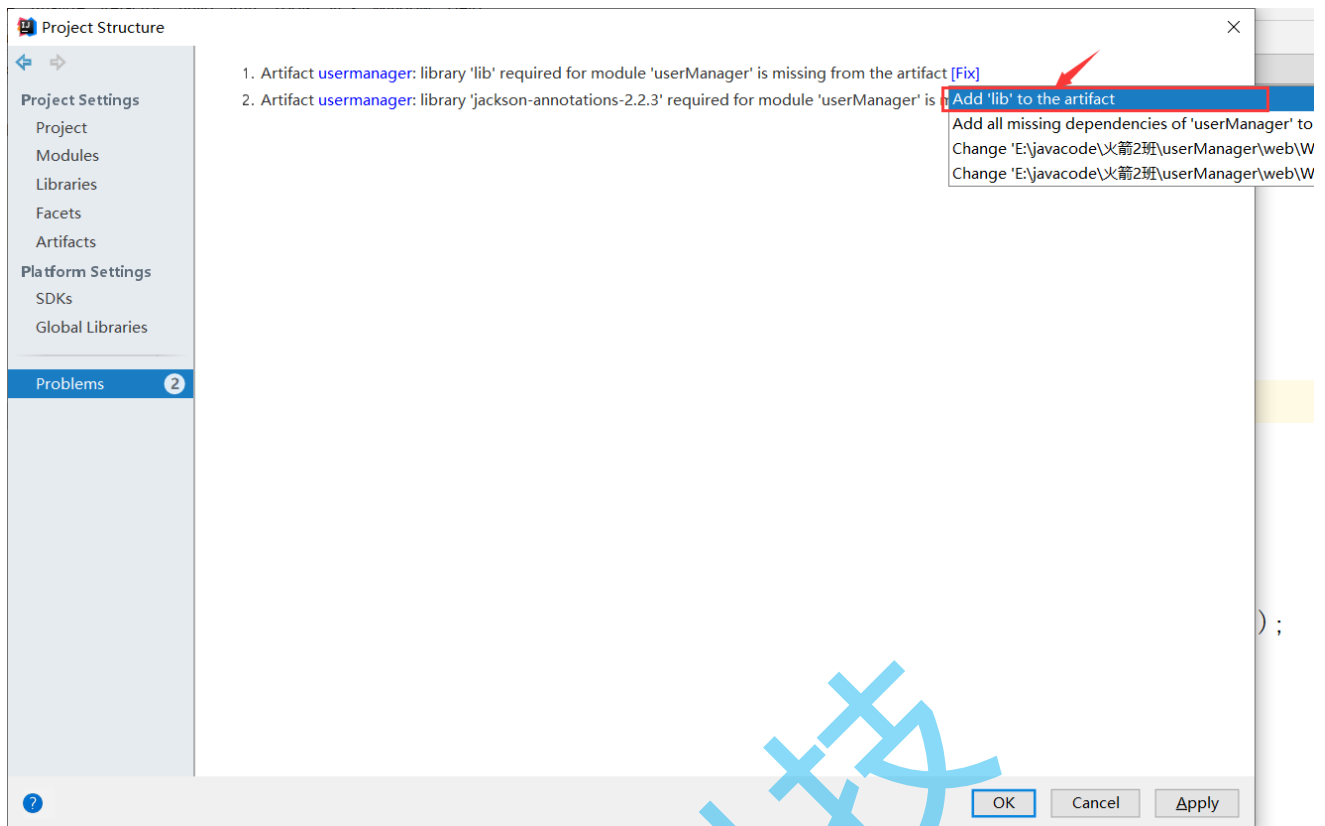 Project Structure
1. Artifact usermanager: library 'lib' required for module 'userManager' is missing from the artifact [Fix]
2. Artifact usermanager: library 'jackson-annotations-2.2.3' required for module 'userManager' is
Add 'lib' to the artifact
Add all missing dependencies of 'userManager' to
Change 'E:\javacode\火箭2班\userManager\web\W
Change 'E:\javacode\火箭2班\userManager\web\W
Project Settings
Project
Modules
Libraries
Facets
Artifacts
Platform Settings
SDKs
Global Libraries
Problems 2
);
技
?
OK Cancel Apply